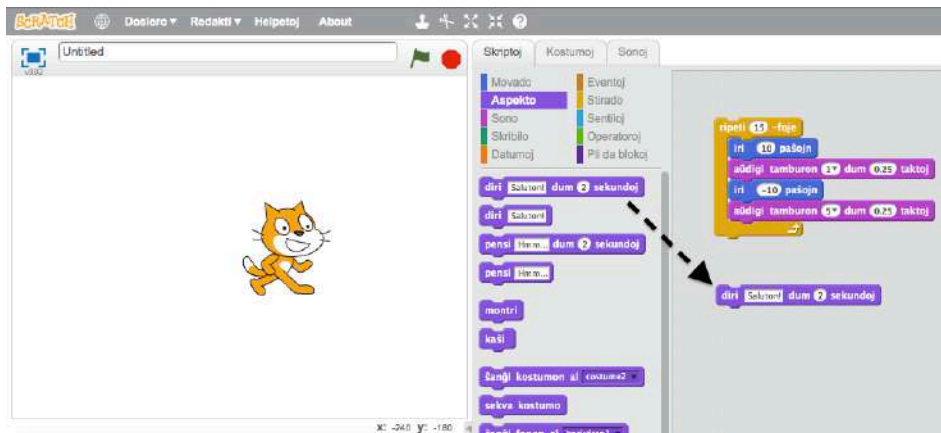 SCRATCH Dosiero Redakti Helpetoj About
Untitled
v392
Skriptoj Kostumoj Sonoj
Movado Eventoj
Aspekto Stirado
Sono Sentiloj
Skribilo Operatoroj
Datumoj Pli da blokoj
diri Saluton! dum 2 sekundoj
diri Saluton!
pensi Hmm... dum 2 sekundoj
pensi Hmm...
montri
kaŝi
ŝanĝi kostumon al costume2
sekva kostumo
ripeti 15 -foje
iri 10 paŝojn
aŭdigi tamburon 1 dum 0.25 taktoj
iri -10 paŝojn
aŭdigi tamburon 5 dum 0.25 taktoj
diri Saluton! dum 2 sekundoj
X: -240 y: -180